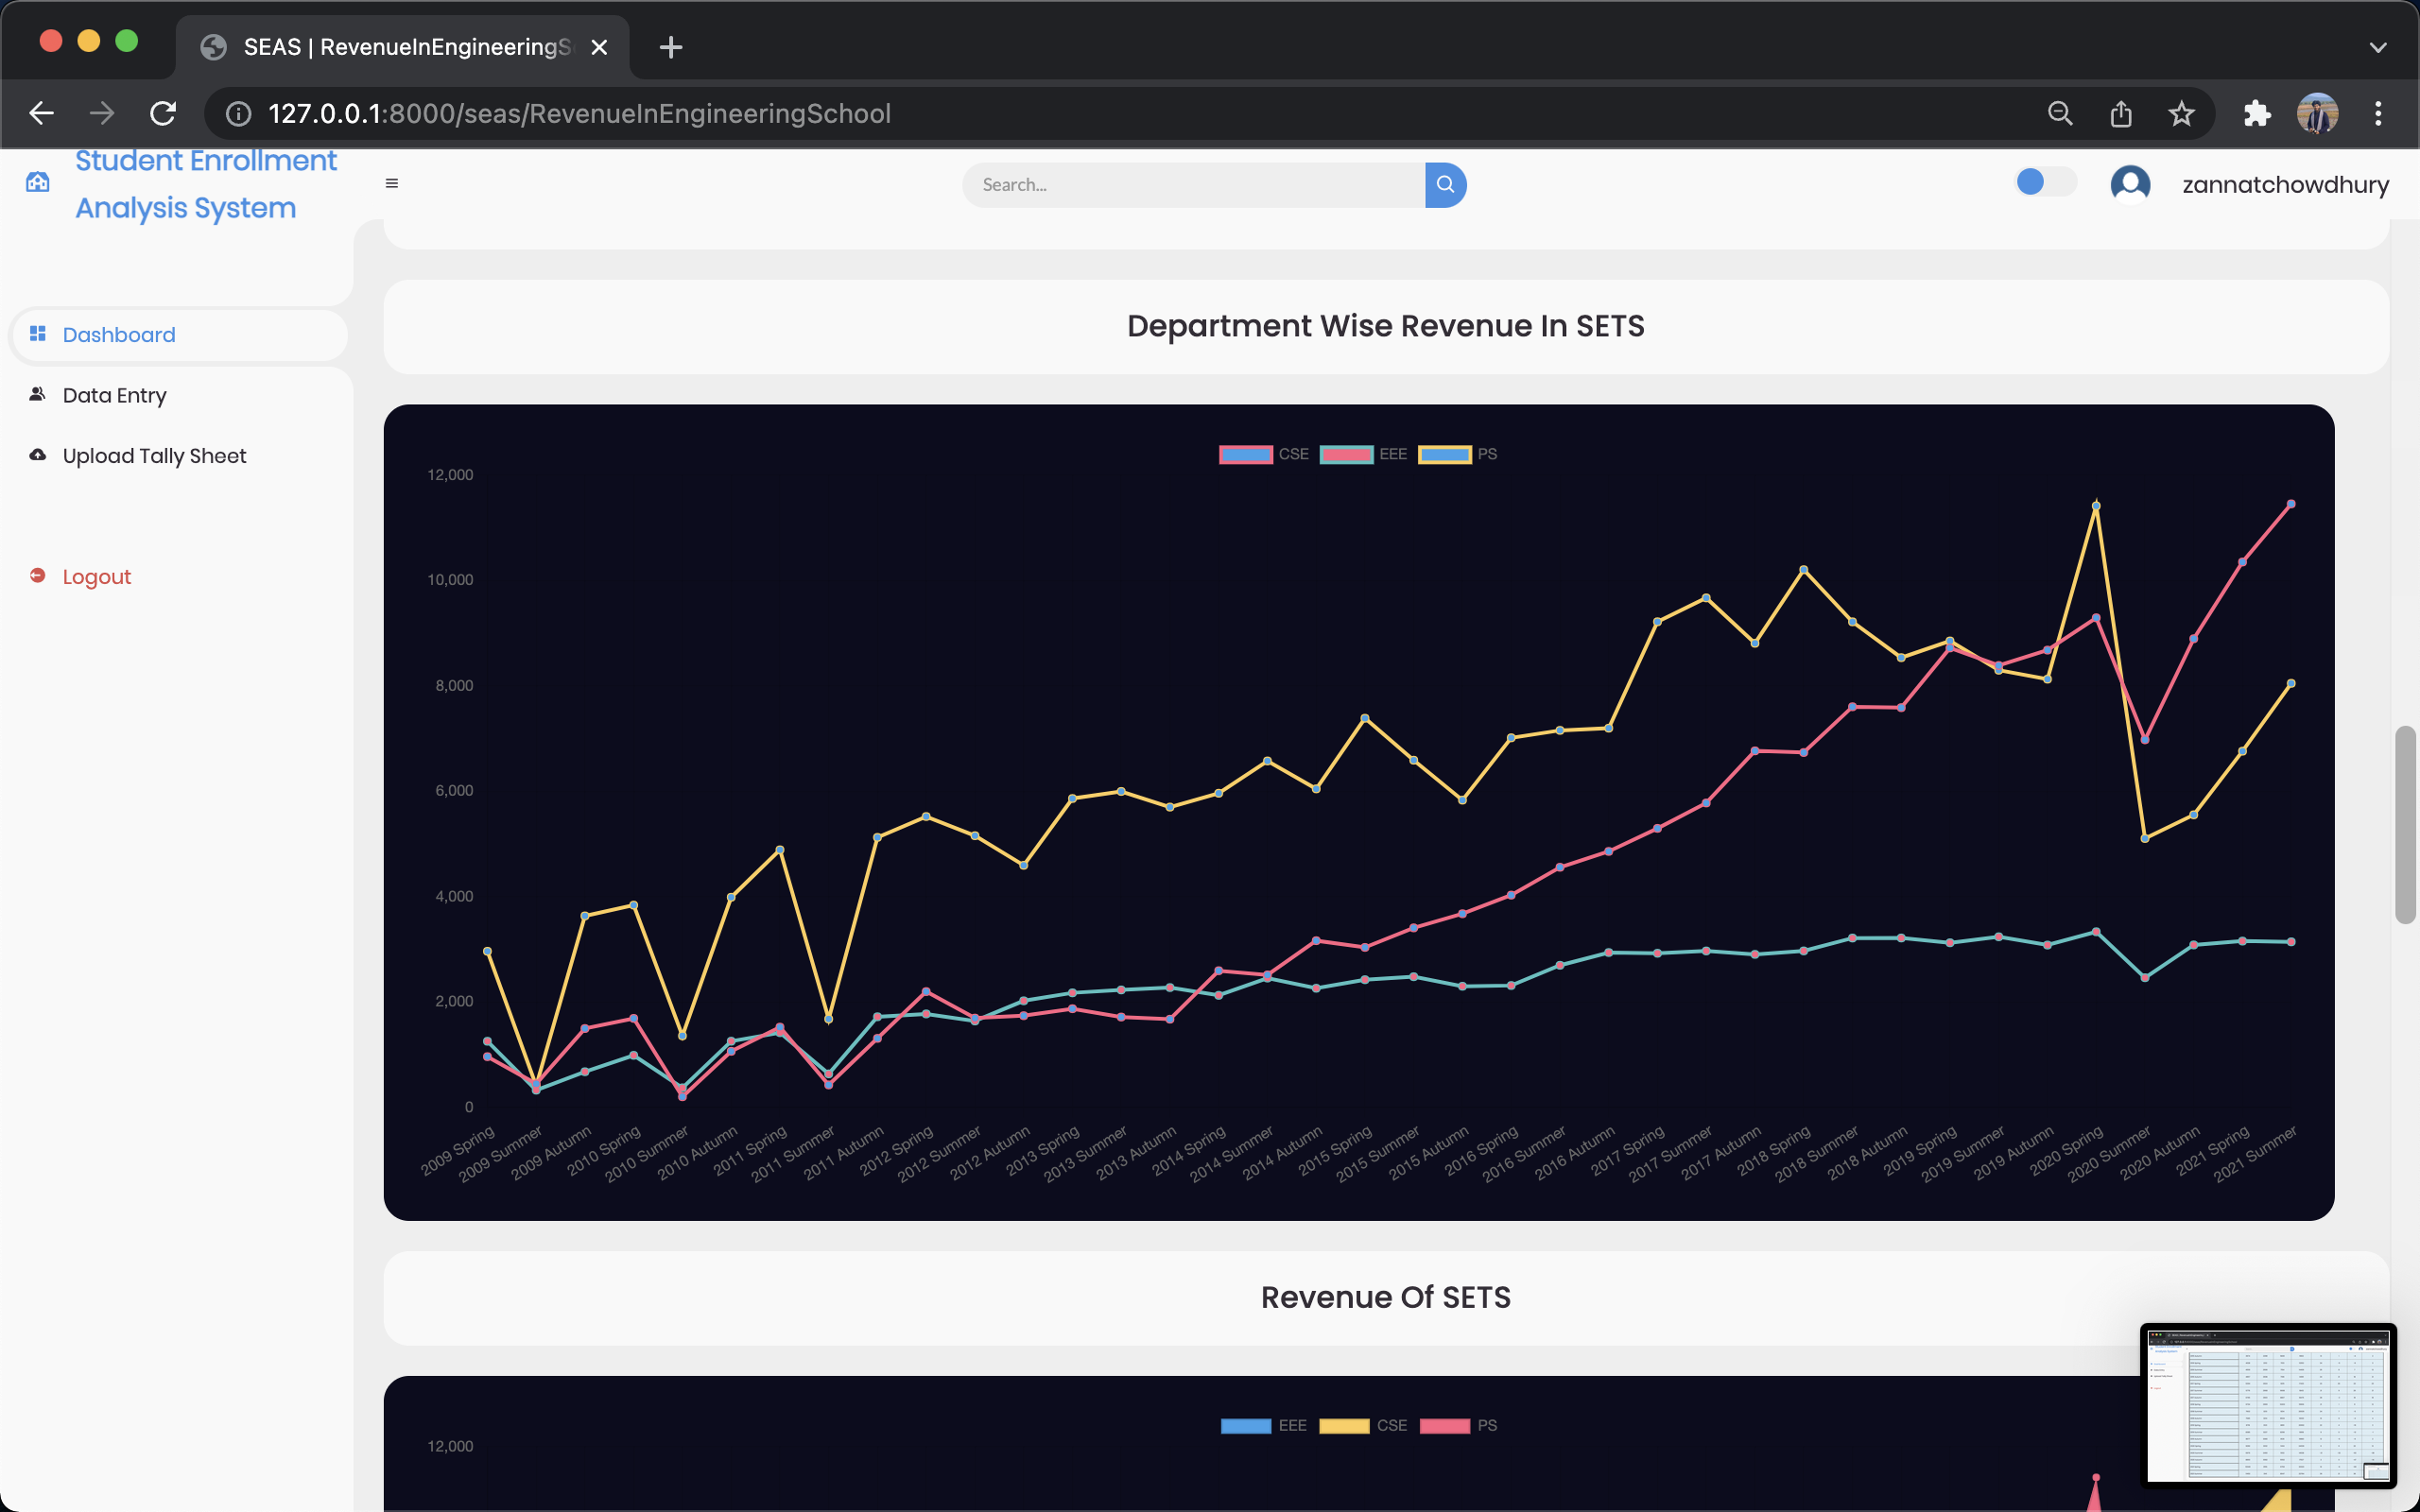 SEAS | RevenueInEngineeringS
127.0.0.1:8000/seas/RevenueInEngineeringSchool
Student Enrollment
Analysis System
Search...
zannatchowdhury
Dashboard
Data Entry
Upload Tally Sheet
Logout
Department Wise Revenue In SETS
CSE EEE PS
12,000
10,000
8,000
6,000
4,000
2,000
0
2009 Spring 2009 Summer 2009 Autumn 2010 Spring 2010 Summer 2010 Autumn 2011 Spring 2011 Summer 2011 Autumn 2012 Spring 2012 Summer 2012 Autumn 2013 Spring 2013 Summer 2013 Autumn 2014 Spring 2014 Summer 2014 Autumn 2015 Spring 2015 Summer 2015 Autumn 2016 Spring 2016 Summer 2016 Autumn 2017 Spring 2017 Summer 2017 Autumn 2018 Spring 2018 Summer 2018 Autumn 2019 Spring 2019 Summer 2019 Autumn 2020 Spring 2020 Summer 2020 Autumn 2021 Spring 2021 Summer
Revenue Of SETS
EEE CSE PS
12,000